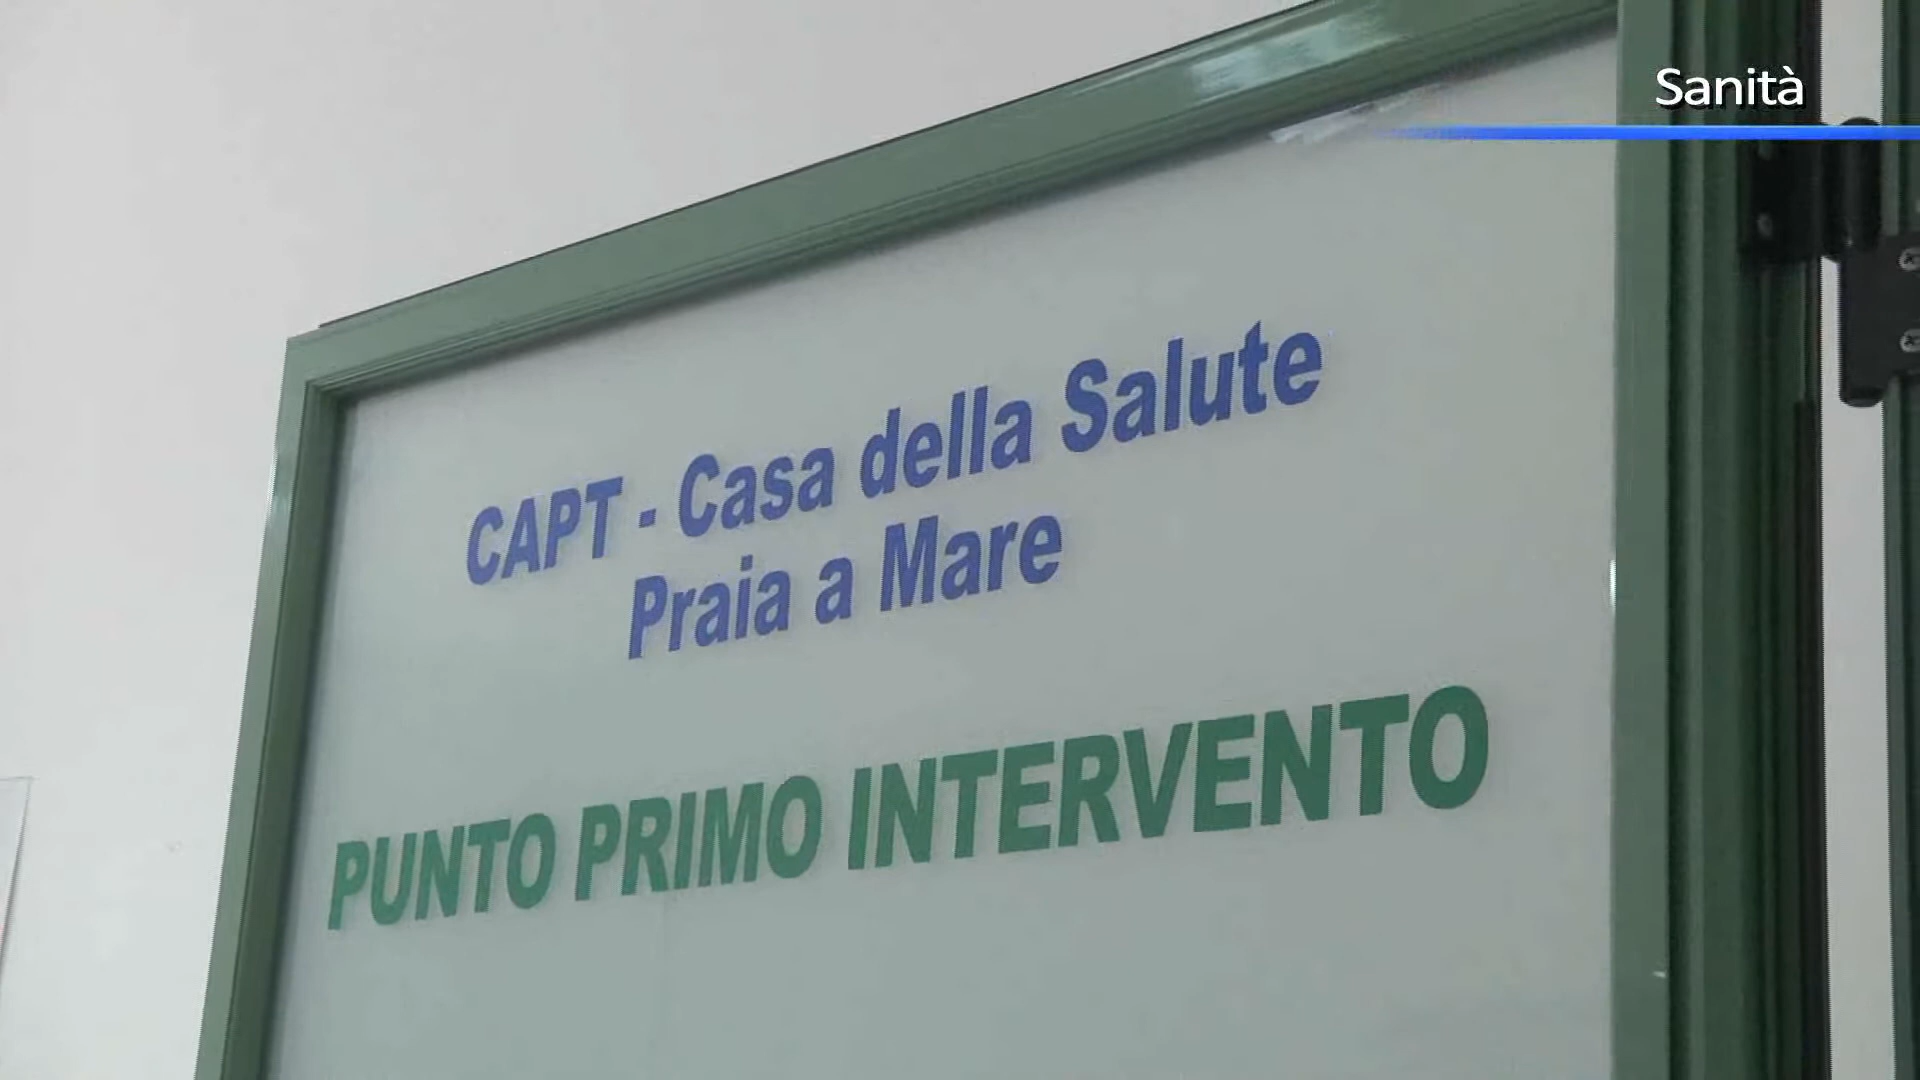 Sanità
CAPT - Casa della Salute
Praia a Mare
PUNTO PRIMO INTERVENTO